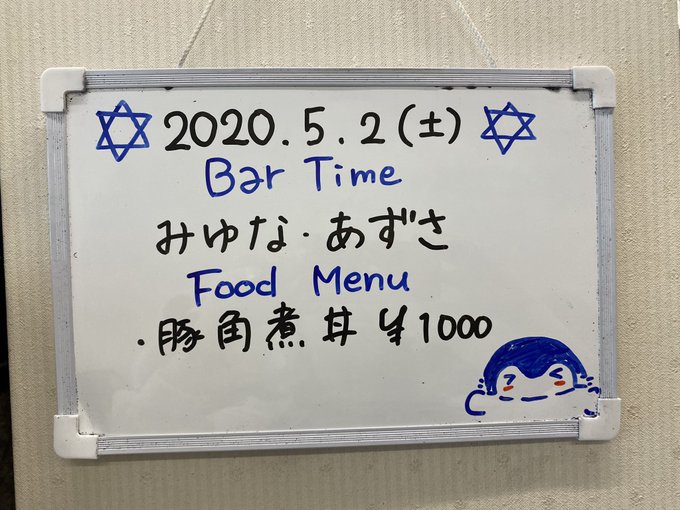 2020.5.2(土)
Bar Time
みゆな・あずさ
Food Menu
・豚角煮丼 ¥1000